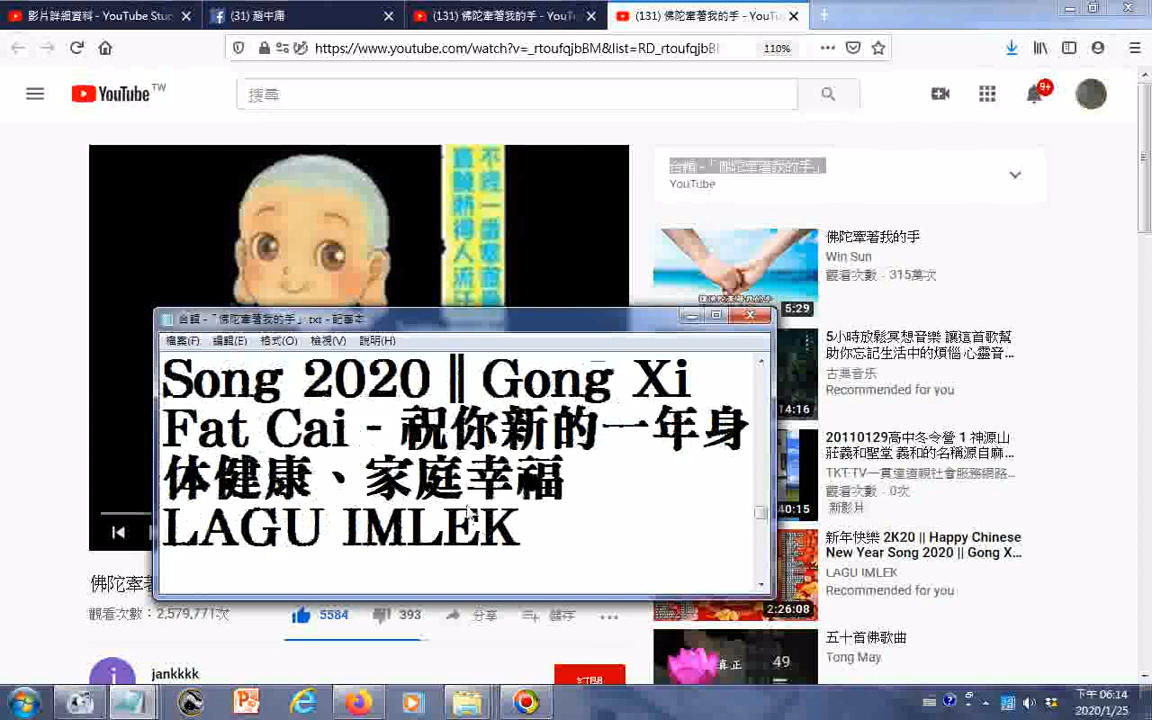 影片詳細資料 - YouTube Stu
(31) 趙中庸
(131) 佛陀牽著我的手 - YouT
(131) 佛陀牽著我的手 - YouTu
https://www.youtube.com/watch?v=_rtoufqjbBM&list=RD_rtoufqjbBl
110%
YouTube TW
搜尋
9+
合輯 -「佛陀牽著我的手」
YouTube
佛陀牽著我的手
Win Sun
觀看次數：315萬次
5:29
5小時放鬆冥想音樂 讓這首歌幫
助你忘記生活中的煩惱 心靈音...
古典音樂
Recommended for you
14:16
20110129高中冬令營 1 神源山
莊義和聖堂 義和的名稱源自麻...
TKT-TV一貫道道親社會服務網路...
觀看次數：0次
新影片
40:15
新年快樂 2K20 || Happy Chinese
New Year Song 2020 || Gong X...
LAGU IMLEK
Recommended for you
2:26:08
五十首佛歌曲
Tong May
49
合輯 -「佛陀牽著我的手」.txt - 記事本
檔案(F) 編輯(E) 格式(O) 檢視(V) 說明(H)
Song 2020 || Gong Xi
Fat Cai - 祝你新的一年身
体健康、家庭幸福
LAGU IMLEK
佛陀牽著
觀看次數：2,579,771次
5584
393
分享
儲存
jankkkk
訂閱
下午 06:14
2020/1/25